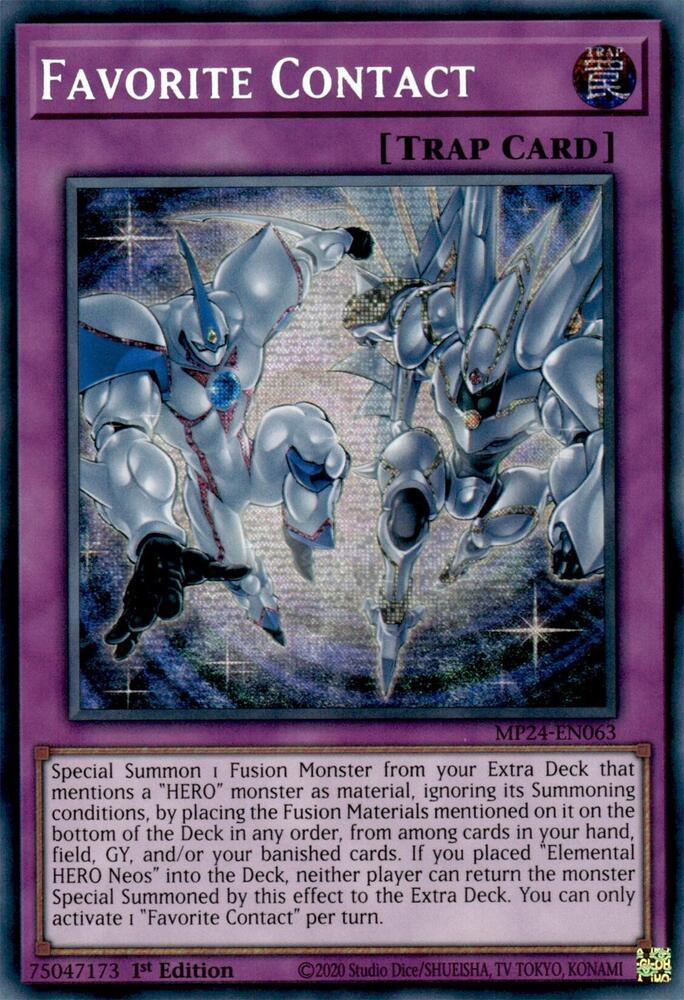 FAVORITE CONTACT
TRAP
罠
[TRAP CARD]
MP24-EN063
Special Summon 1 Fusion Monster from your Extra Deck that
mentions a "HERO" monster as material, ignoring its Summoning
conditions, by placing the Fusion Materials mentioned on it on the
bottom of the Deck in any order, from among cards in your hand,
field, GY, and/or your banished cards. If you placed "Elemental
HERO Neos" into the Deck, neither player can return the monster
Special Summoned by this effect to the Extra Deck. You can only
activate 1 "Favorite Contact" per turn.
75047173 1st Edition ©2020 Studio Dice/SHUEISHA, TV TOKYO, KONAMI